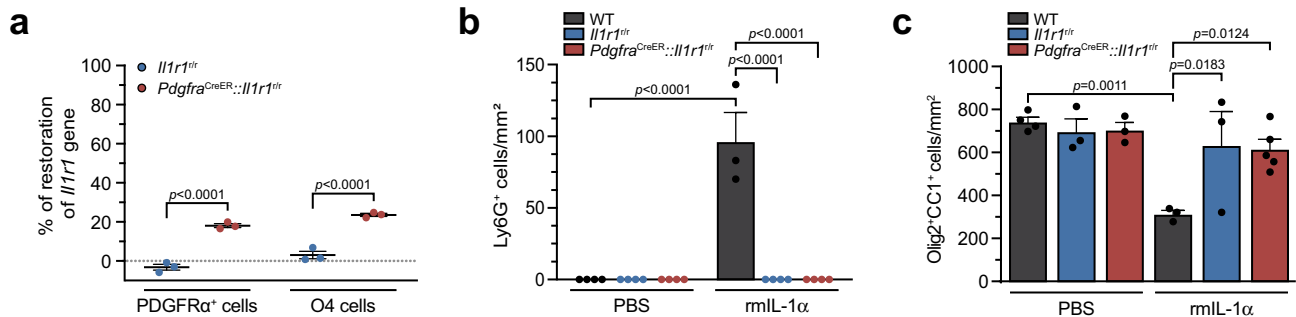 a
% of restoration
of Il1r1 gene
100
80
60
40
20
0
Il1r1r/r
PdgfraCreER::Il1r1r/r
p<0.0001
p<0.0001
PDGFRα+ cells
O4 cells
b
WT
Il1r1r/r
PdgfraCreER::Il1r1r/r
Ly6G+ cells/mm²
150
100
50
0
p<0.0001
p<0.0001
p<0.0001
PBS
rmIL-1α
c
WT
Il1r1r/r
PdgfraCreER::Il1r1r/r
Olig2+CC1+ cells/mm2
1000
800
600
400
200
0
p=0.0124
p=0.0183
p=0.0011
PBS
rmIL-1α